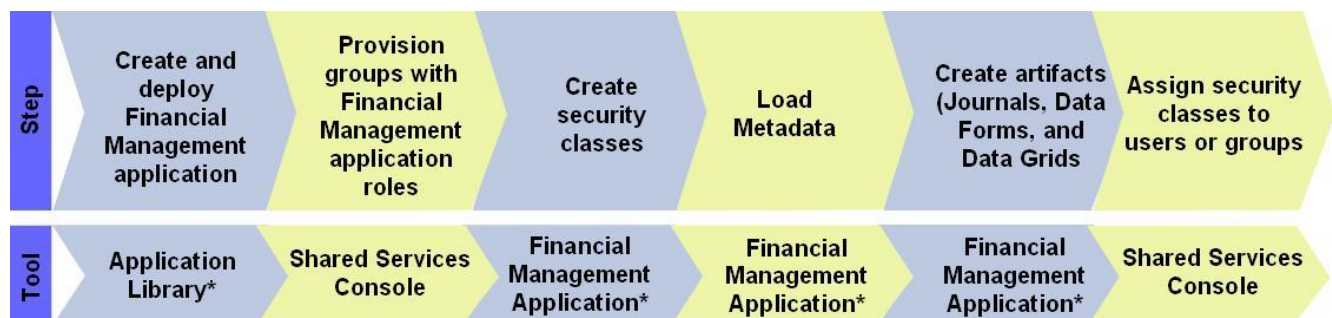 Step
Create and
deploy
Financial
Management
application
Provision
groups with
Financial
Management
application
roles
Create
security
classes
Load
Metadata
Create artifacts
(Journals, Data
Forms, and
Data Grids
Assign security
classes to
users or groups
Tool
Application
Library*
Shared Services
Console
Financial
Management
Application*
Financial
Management
Application*
Financial
Management
Application*
Shared Services
Console